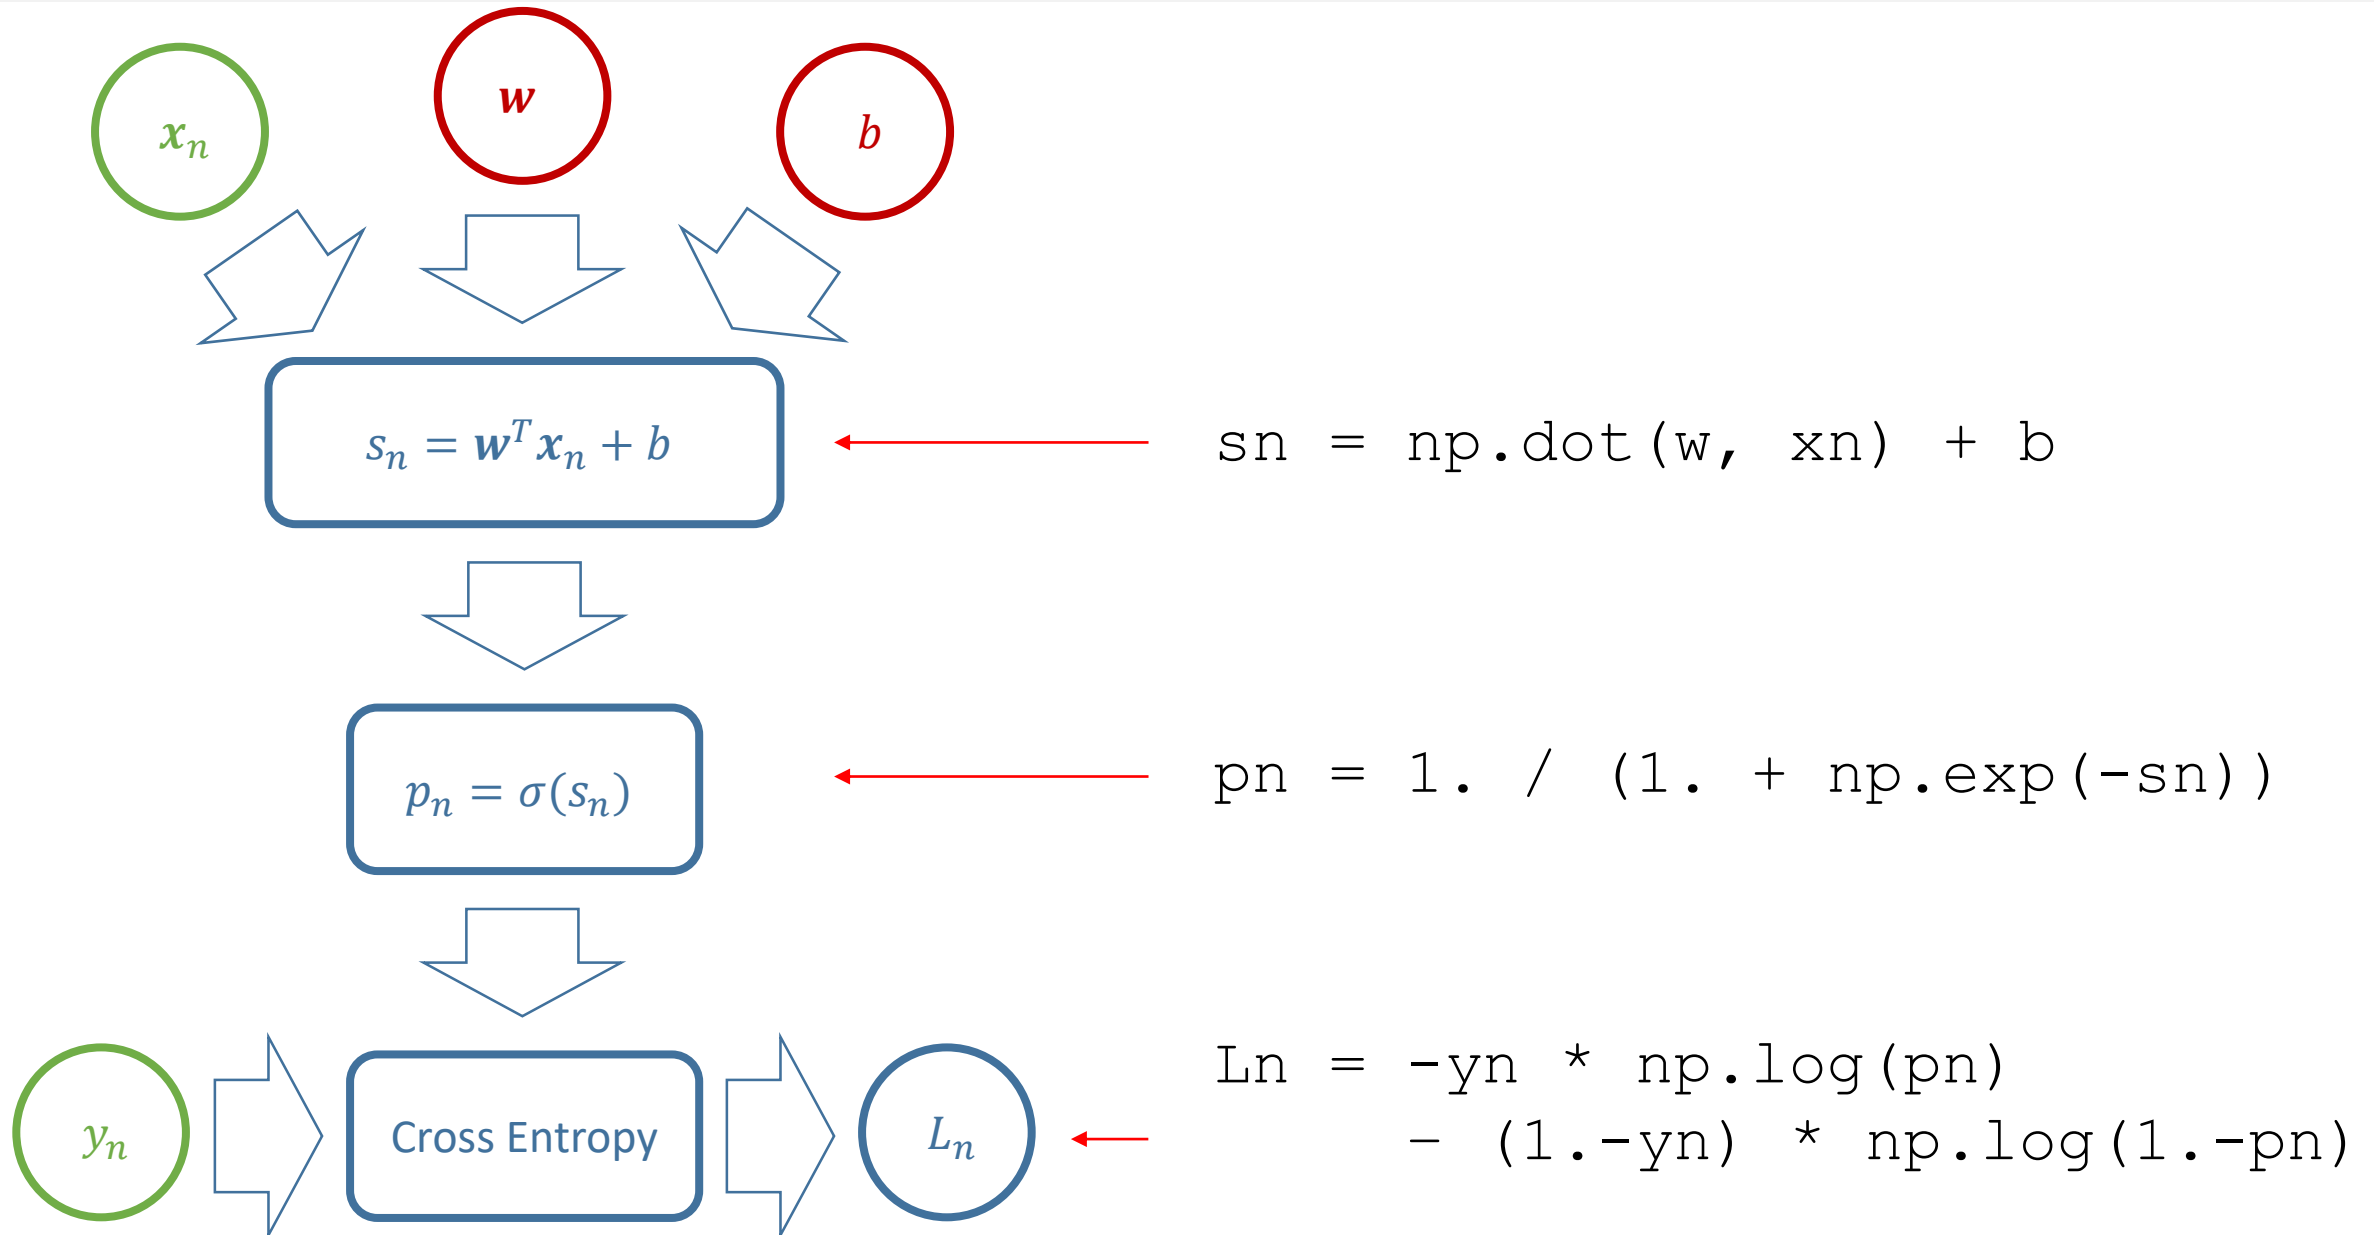 𝒙ₙ
𝒘
b
sₙ = 𝒘ᵀ𝒙ₙ + b
sn = np.dot(w, xn) + b
pₙ = σ(sₙ)
pn = 1. / (1. + np.exp(-sn))
yₙ
Cross Entropy
Lₙ
Ln = -yn * np.log(pn)
- (1.-yn) * np.log(1.-pn)